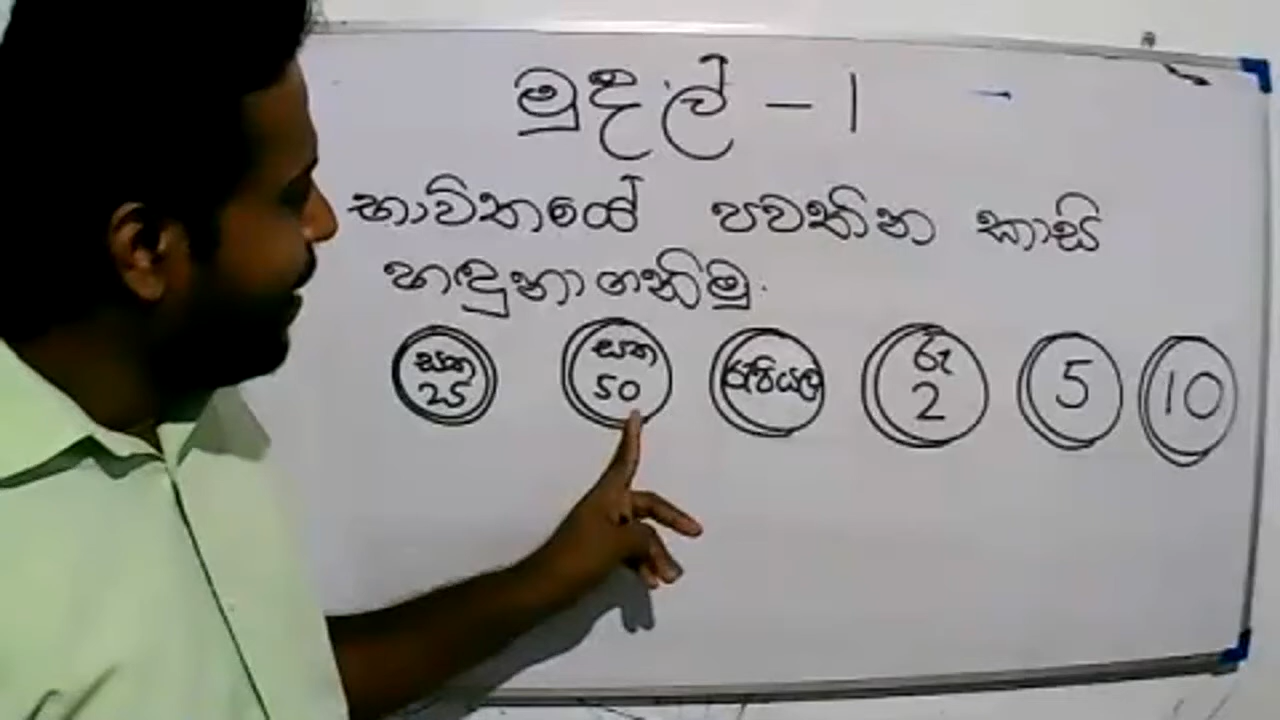 මුදල් - 1
භාවිතයේ පවතින කාසි
හඳුනාගනිමු.
සත 25
සත 50
රුපියල
රු 2
5
10